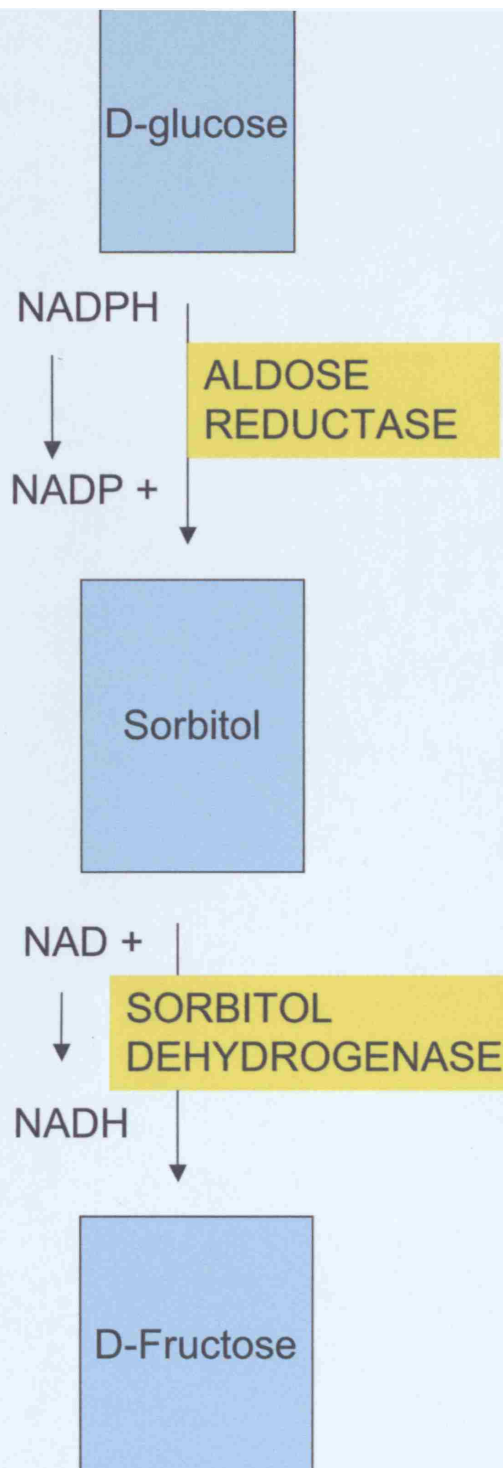 D-glucose
NADPH
ALDOSE
REDUCTASE
NADP +
Sorbitol
NAD +
SORBITOL
DEHYDROGENASE
NADH
D-Fructose